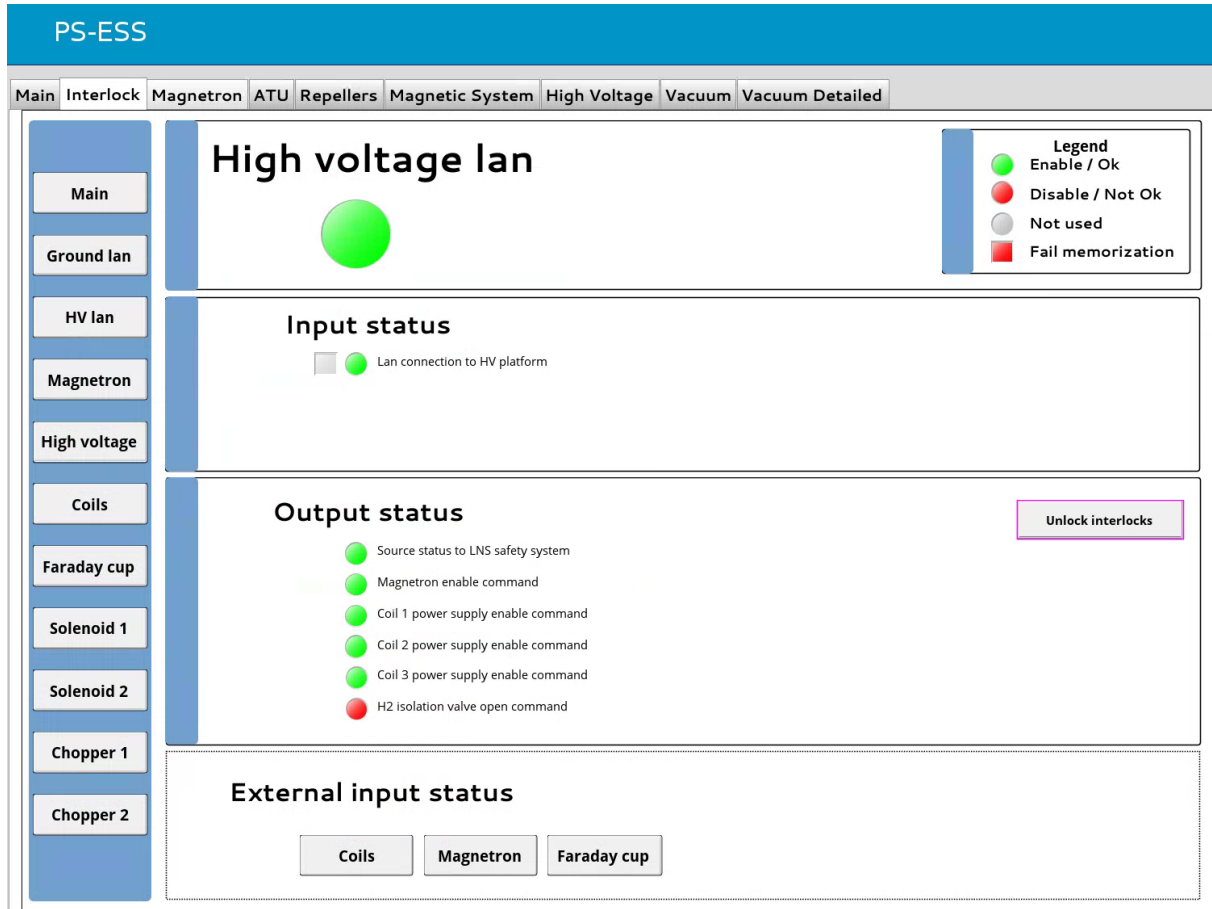 PS-ESS
Main Interlock Magnetron ATU Repellers Magnetic System High Voltage Vacuum Vacuum Detailed
Main
Ground lan
HV lan
Magnetron
High voltage
Coils
Faraday cup
Solenoid 1
Solenoid 2
Chopper 1
Chopper 2
High voltage lan
Legend
Enable / Ok
Disable / Not Ok
Not used
Fail memorization
Input status
Lan connection to HV platform
Output status
Unlock interlocks
Source status to LNS safety system
Magnetron enable command
Coil 1 power supply enable command
Coil 2 power supply enable command
Coil 3 power supply enable command
H2 isolation valve open command
External input status
Coils Magnetron Faraday cup